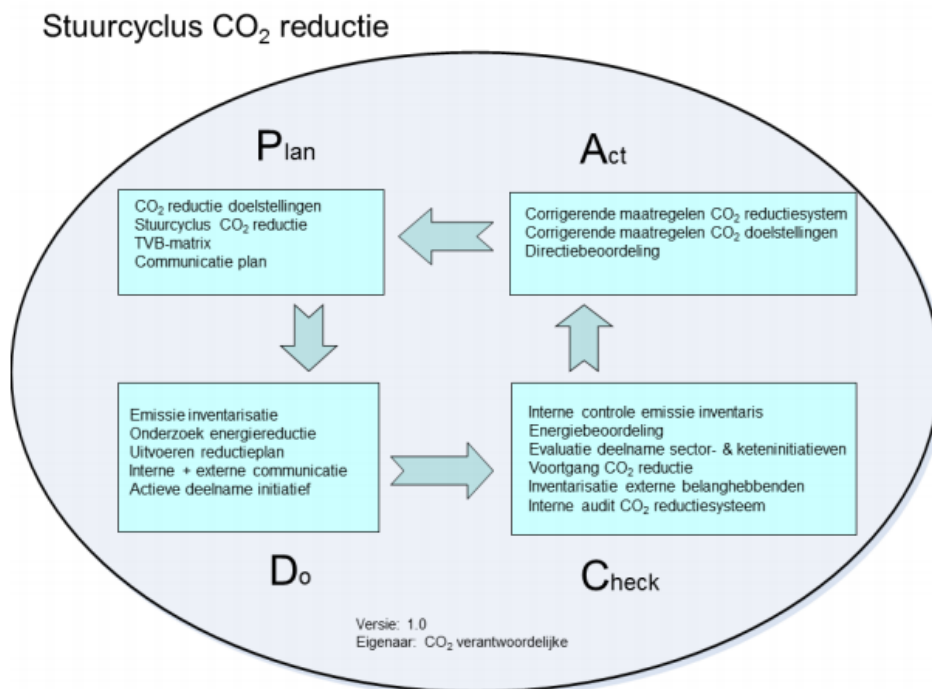 Stuurcyclus CO₂ reductie
Plan
CO₂ reductie doelstellingen
Stuurcyclus CO₂ reductie
TVB-matrix
Communicatie plan
Act
Corrigerende maatregelen CO₂ reductiesystem
Corrigerende maatregelen CO₂ doelstellingen
Directiebeoordeling
Emissie inventarisatie
Onderzoek energiereductie
Uitvoeren reductieplan
Interne + externe communicatie
Actieve deelname initiatief
Do
Interne controle emissie inventaris
Energiebeoordeling
Evaluatie deelname sector- & keteninitiatieven
Voortgang CO₂ reductie
Inventarisatie externe belanghebbenden
Interne audit CO₂ reductiesysteem
Check
Versie: 1.0
Eigenaar: CO₂ verantwoordelijke